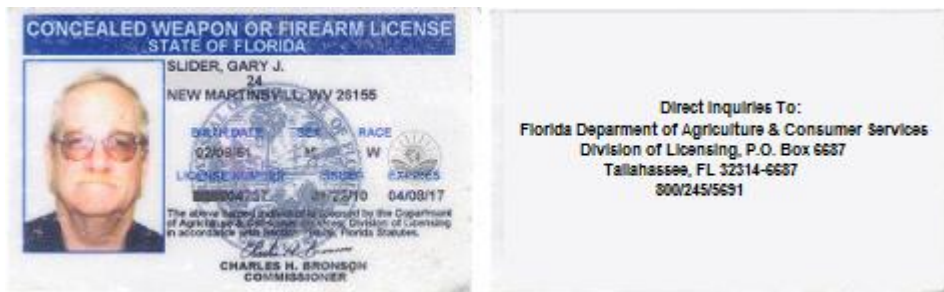 CONCEALED WEAPON OR FIREARM LICENSE
STATE OF FLORIDA
SLIDER, GARY J.
24
NEW MARTINSVILL, WV 26155
BIRTH DATE SEX RACE
02/09/51 W
LICENSE NUMBER ISSUED EXPIRES
/10 04/08/17
The above named individual is licensed by the Department
of Agriculture & Consumer Services, Division of Licensing
in accordance with Section Florida Statutes.
CHARLES H. BRONSON
COMMISSIONER
Direct Inquiries To:
Florida Deparment of Agriculture & Consumer Services
Division of Licensing, P.O. Box 6687
Tallahassee, FL 32314-6687
800/245/5691